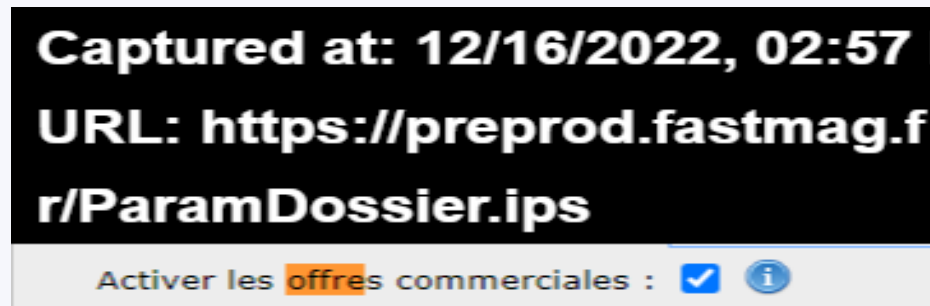 Captured at: 12/16/2022, 02:57
URL: https://preprod.fastmag.f
r/ParamDossier.ips
Activer les offres commerciales :